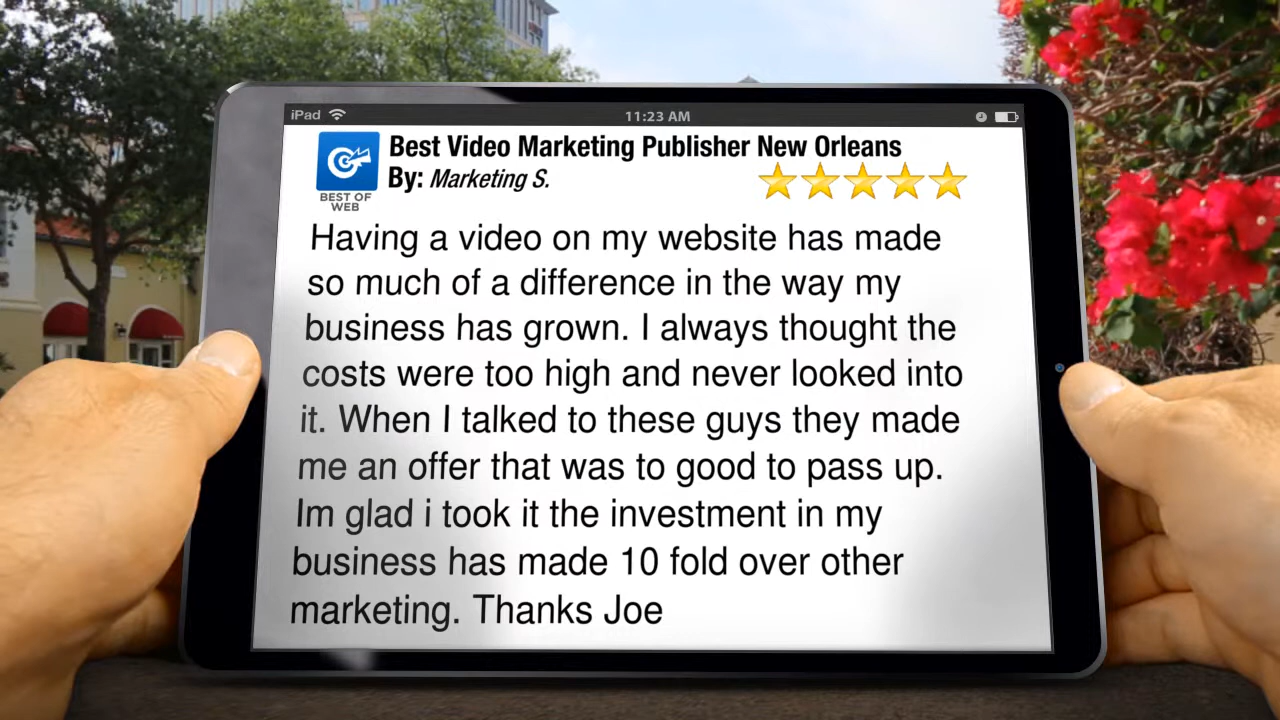 iPad 11:23 AM
Best Video Marketing Publisher New Orleans
By: Marketing S.
BEST OF
WEB
Having a video on my website has made
so much of a difference in the way my
business has grown. I always thought the
costs were too high and never looked into
it. When I talked to these guys they made
me an offer that was to good to pass up.
Im glad i took it the investment in my
business has made 10 fold over other
marketing. Thanks Joe